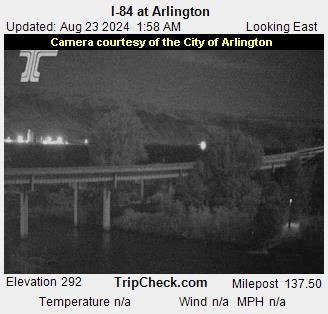 I-84 at Arlington
Updated: Aug 23 2024 1:58 AM Looking East
Camera courtesy of the City of Arlington
Elevation 292 TripCheck.com Milepost 137.50
Temperature n/a Wind n/a MPH n/a